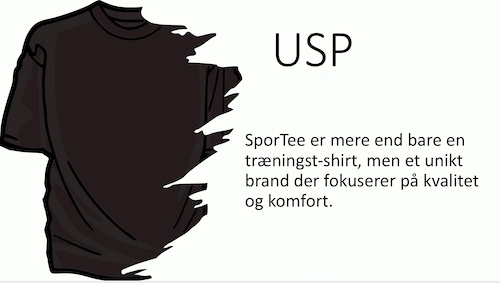 USP
SporTee er mere end bare en
træningst-shirt, men et unikt
brand der fokuserer på kvalitet
og komfort.